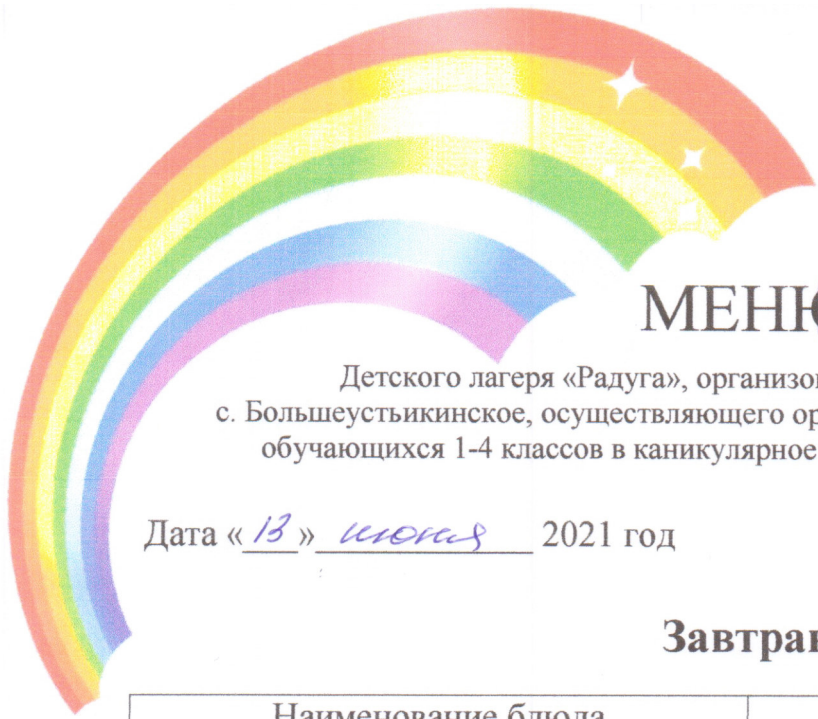 МЕНЮ
Детского лагеря «Радуга», организо
с. Большеустьикинское, осуществляющего ор
обучающихся 1-4 классов в каникулярное
Дата «13» июня 2021 год
Завтрак
Наименование блюда